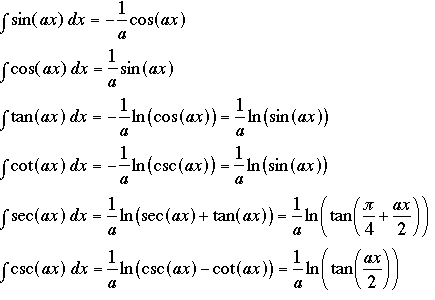 ∫sin(ax) dx = −1/a cos(ax)
∫cos(ax) dx = 1/a sin(ax)
∫tan(ax) dx = −1/a ln(cos(ax)) = 1/a ln(sin(ax))
∫cot(ax) dx = −1/a ln(csc(ax)) = 1/a ln(sin(ax))
∫sec(ax) dx = 1/a ln(sec(ax) + tan(ax)) = 1/a ln(tan(π/4 + ax/2))
∫csc(ax) dx = 1/a ln(csc(ax) − cot(ax)) = 1/a ln(tan(ax/2))